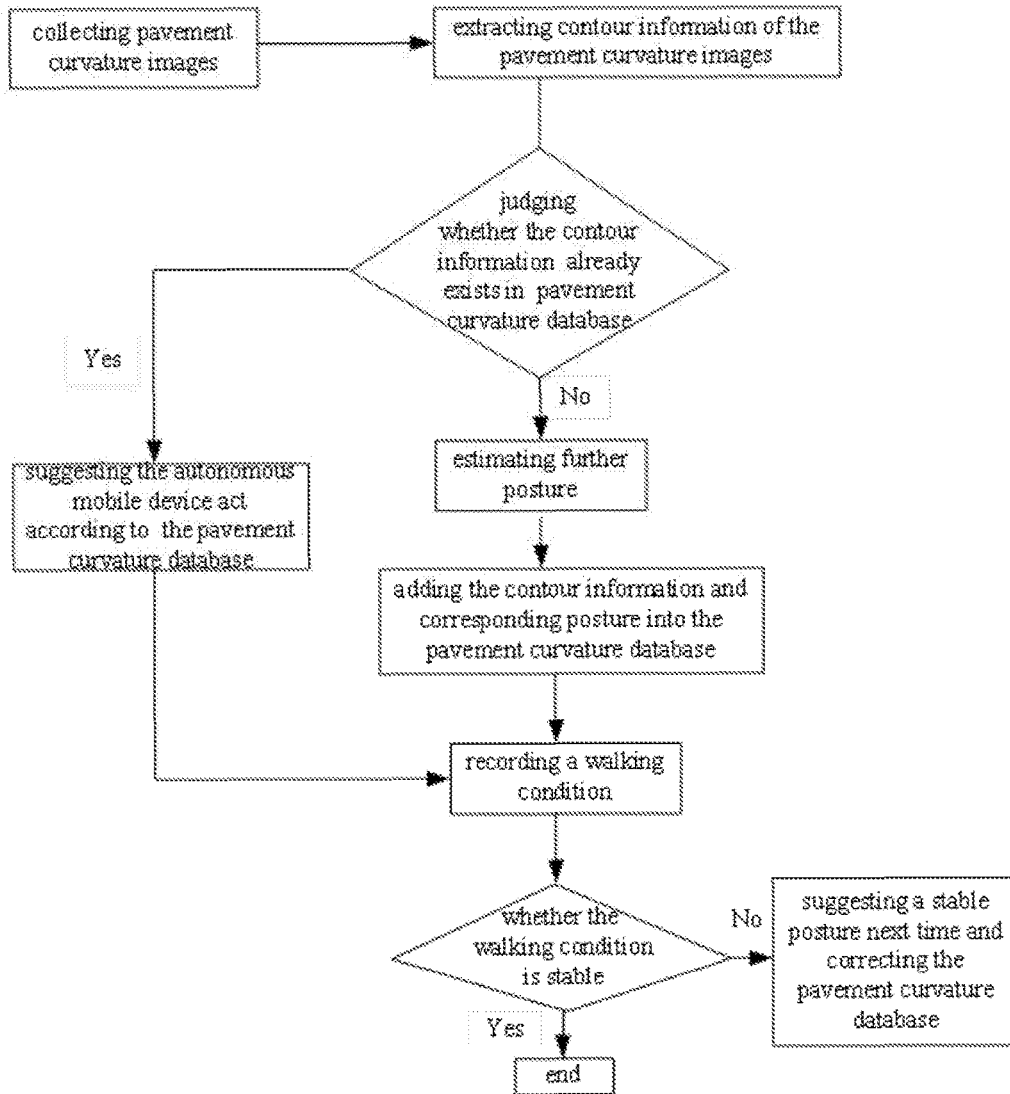 collecting pavement
curvature images
extracting contour information of the
pavement curvature images
judging
whether the contour
information already
exists in pavement
curvature database
Yes
No
suggesting the autonomous
mobile device act
according to the pavement
curvature database
estimating further
posture
adding the contour information and
corresponding posture into the
pavement curvature database
recording a walking
condition
whether the
walking condition
is stable
No
suggesting a stable
posture next time and
correcting the
pavement curvature
database
Yes
end